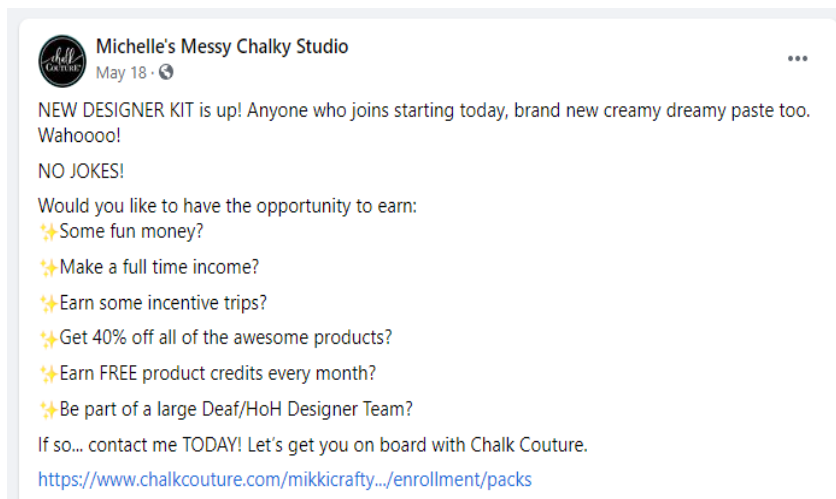 chalk
COUTURE
Michelle's Messy Chalky Studio
May 18 ·
NEW DESIGNER KIT is up! Anyone who joins starting today, brand new creamy dreamy paste too.
Wahoooo!
NO JOKES!
Would you like to have the opportunity to earn:
✨Some fun money?
✨Make a full time income?
✨Earn some incentive trips?
✨Get 40% off all of the awesome products?
✨Earn FREE product credits every month?
✨Be part of a large Deaf/HoH Designer Team?
If so... contact me TODAY! Let's get you on board with Chalk Couture.
https://www.chalkcouture.com/mikkicrafty.../enrollment/packs